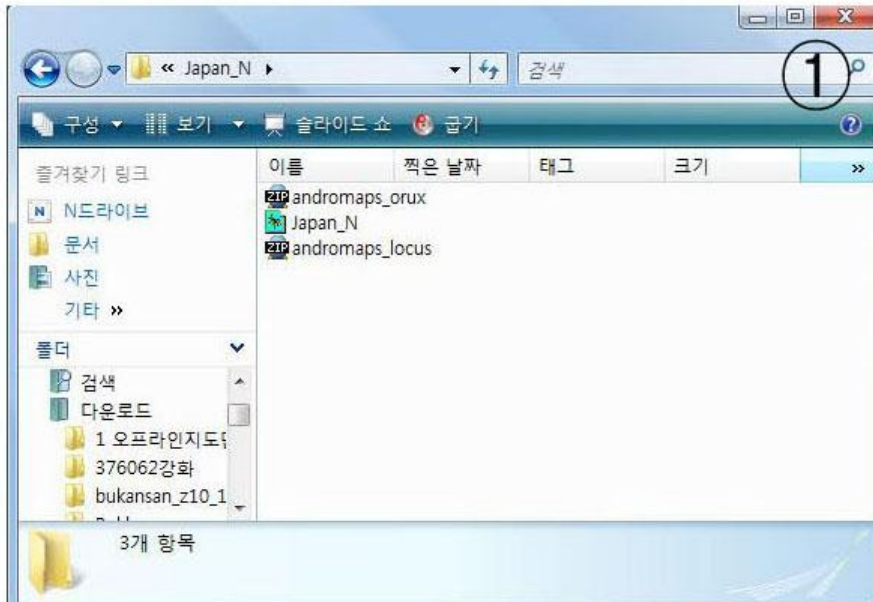 « Japan_N
검색
①
구성 보기 슬라이드 쇼 굽기
즐겨찾기 링크
N드라이브
문서
사진
기타 »
폴더
검색
다운로드
1 오프라인지도
376062강화
bukansan_z10_1
이름 찍은 날짜 태그 크기 »
ZIP andromaps_orux
Japan_N
ZIP andromaps_locus
3개 항목